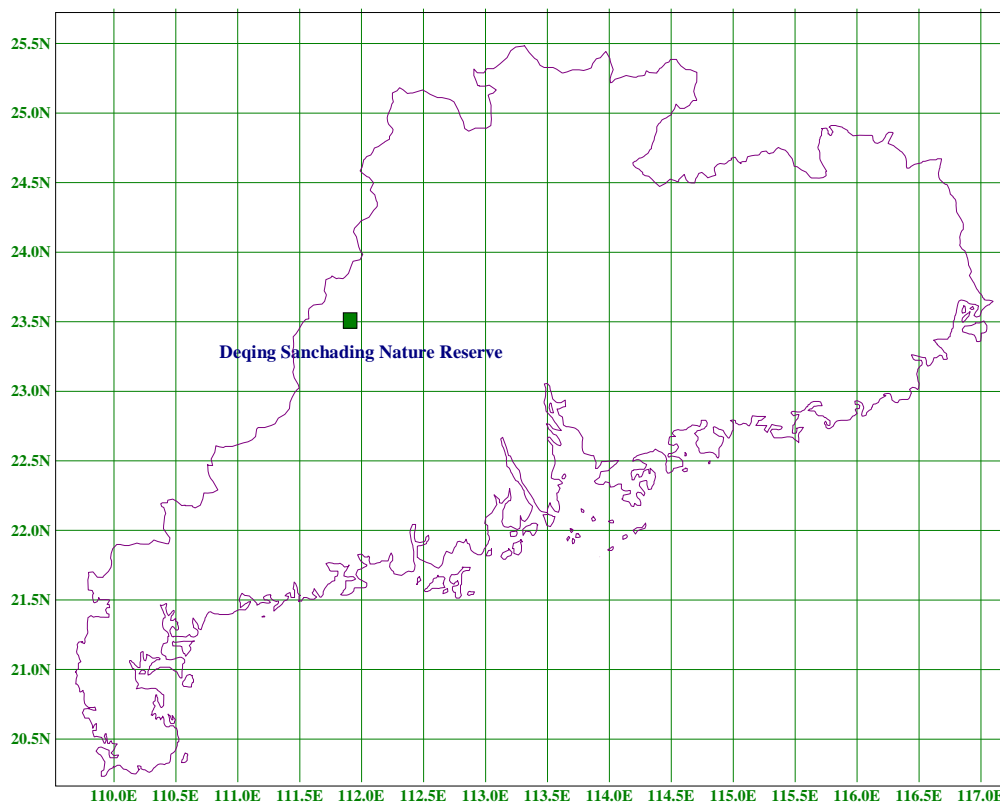 25.5N
25.0N
24.5N
24.0N
23.5N
Deqing Sanchading Nature Reserve
23.0N
22.5N
22.0N
21.5N
21.0N
20.5N
110.0E 110.5E 111.0E 111.5E 112.0E 112.5E 113.0E 113.5E 114.0E 114.5E 115.0E 115.5E 116.0E 116.5E 117.0E